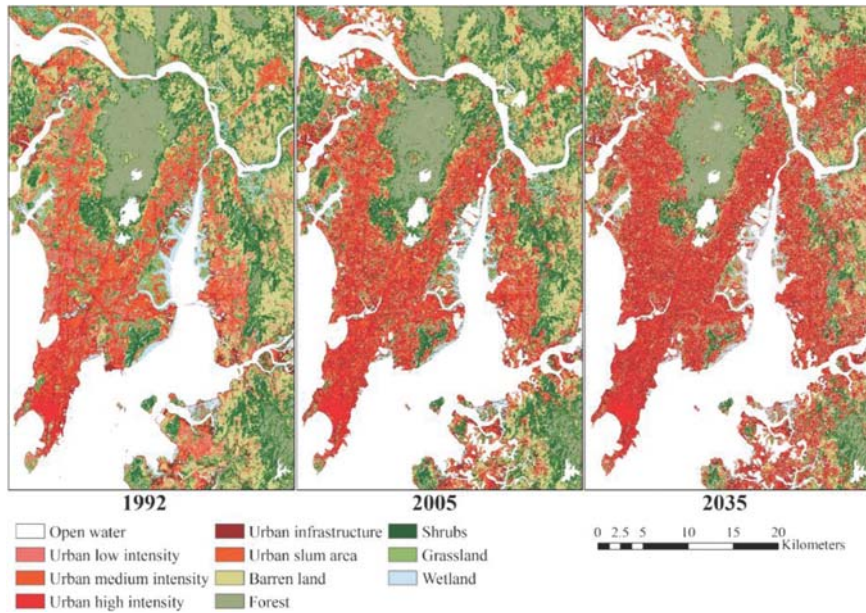 1992 2005 2035
Open water Urban infrastructure Shrubs
Urban low intensity Urban slum area Grassland
Urban medium intensity Barren land Wetland
Urban high intensity Forest
0 2.5 5 10 15 20
Kilometers